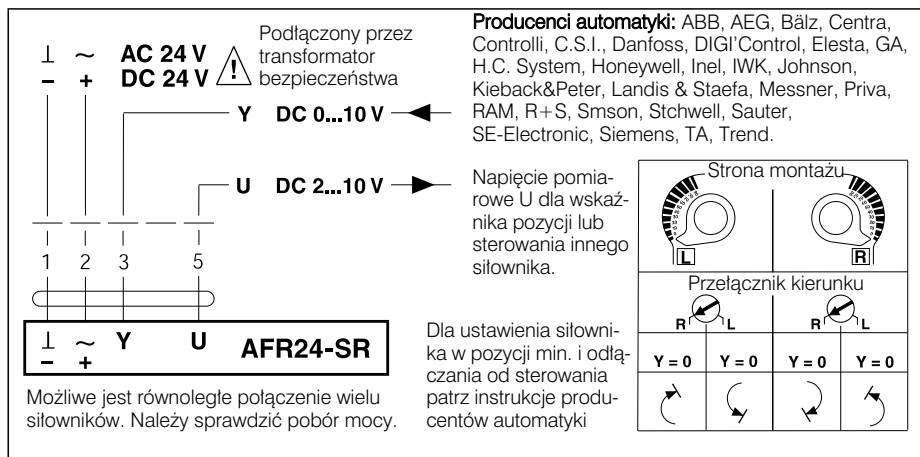 ⊥ ~ AC 24 V
– + DC 24 V
Podłączony przez
transformator
bezpieczeństwa
Y DC 0...10 V
U DC 2...10 V
1 2 3 5
⊥ ~ Y U AFR24-SR
– +
Możliwe jest równoległe połączenie wielu
siłowników. Należy sprawdzić pobór mocy.
Producenci automatyki: ABB, AEG, Bälz, Centra,
Controlli, C.S.I., Danfoss, DIGI'Control, Elesta, GA,
H.C. System, Honeywell, Inel, IWK, Johnson,
Kieback&Peter, Landis & Staefa, Messner, Priva,
RAM, R+S, Smson, Stchwell, Sauter,
SE-Electronic, Siemens, TA, Trend.
Napięcie pomia-
rowe U dla wskaź-
nika pozycji lub
sterowania innego
siłownika.
Dla ustawienia siłowni-
ka w pozycji min. i odłą-
czania od sterowania
patrz instrukcje produ-
centów automatyki
Strona montażu
L R
Przełącznik kierunku
R L R L
Y = 0 Y = 0 Y = 0 Y = 0